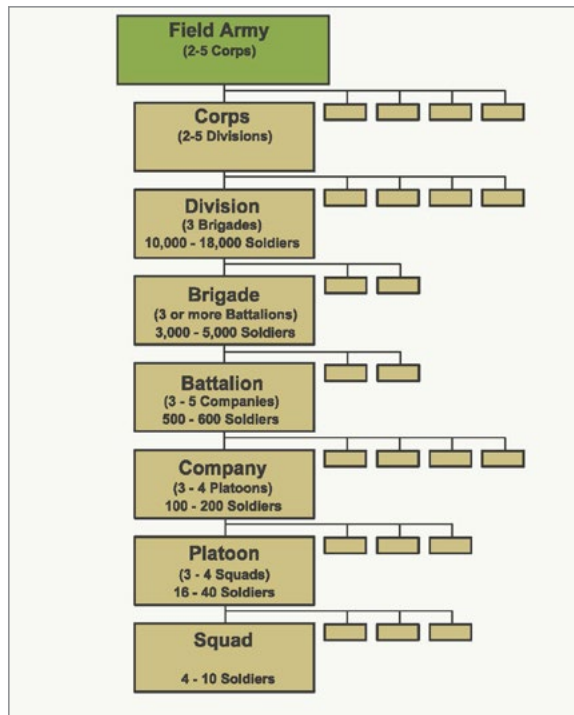 Field Army
(2-5 Corps)
Corps
(2-5 Divisions)
Division
(3 Brigades)
10,000 - 18,000 Soldiers
Brigade
(3 or more Battalions)
3,000 - 5,000 Soldiers
Battalion
(3 - 5 Companies)
500 - 600 Soldiers
Company
(3 - 4 Platoons)
100 - 200 Soldiers
Platoon
(3 - 4 Squads)
16 - 40 Soldiers
Squad
4 - 10 Soldiers